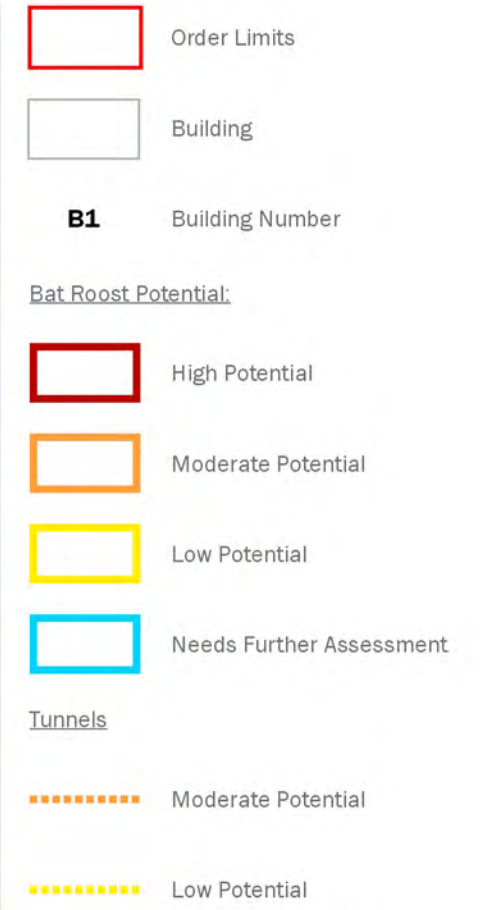 Order Limits
Building
B1 Building Number
Bat Roost Potential:
High Potential
Moderate Potential
Low Potential
Needs Further Assessment
Tunnels
Moderate Potential
Low Potential